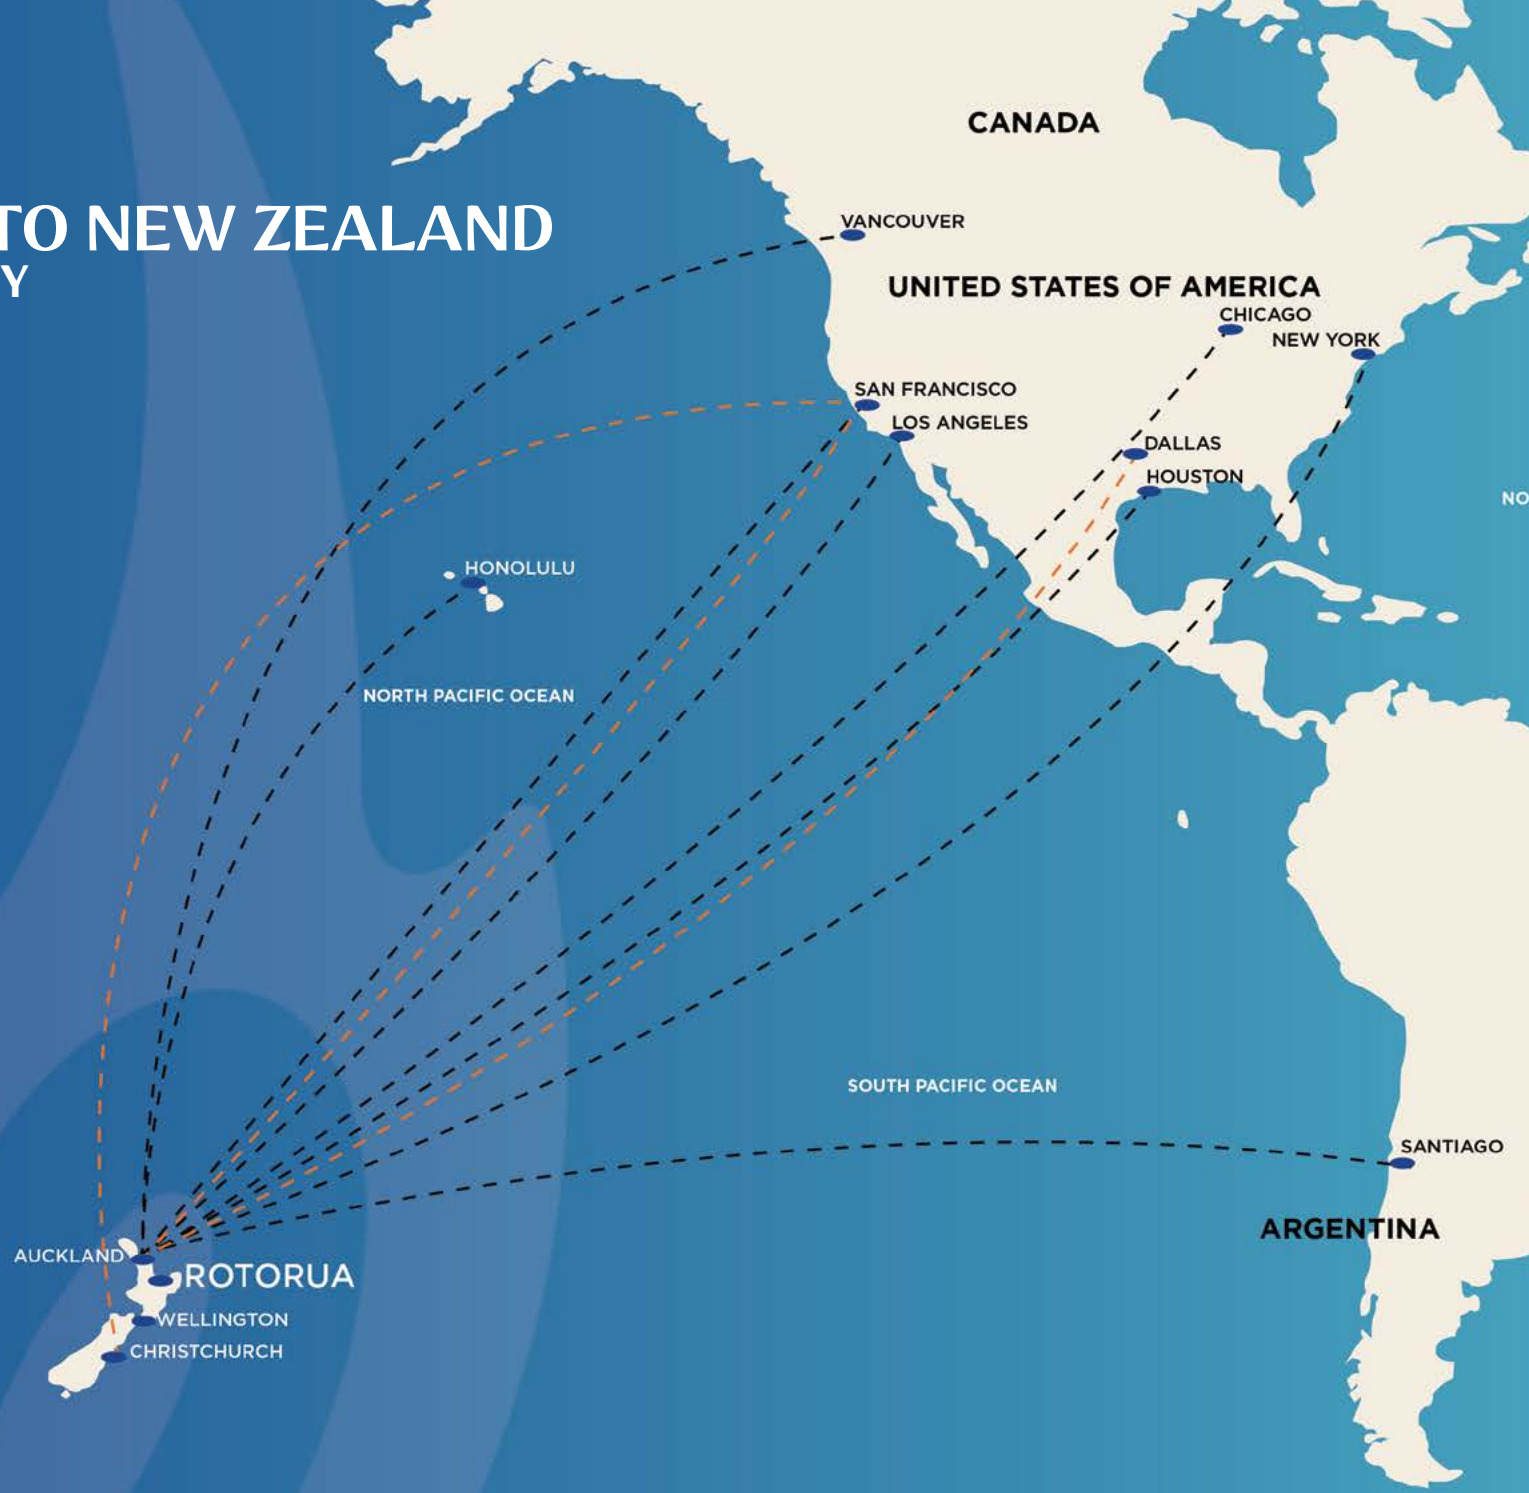 CANADA
TO NEW ZEALAND
Y
VANCOUVER
UNITED STATES OF AMERICA
CHICAGO
NEW YORK
SAN FRANCISCO
LOS ANGELES
DALLAS
HOUSTON
NO
HONOLULU
NORTH PACIFIC OCEAN
SOUTH PACIFIC OCEAN
SANTIAGO
ARGENTINA
AUCKLAND
ROTORUA
WELLINGTON
CHRISTCHURCH